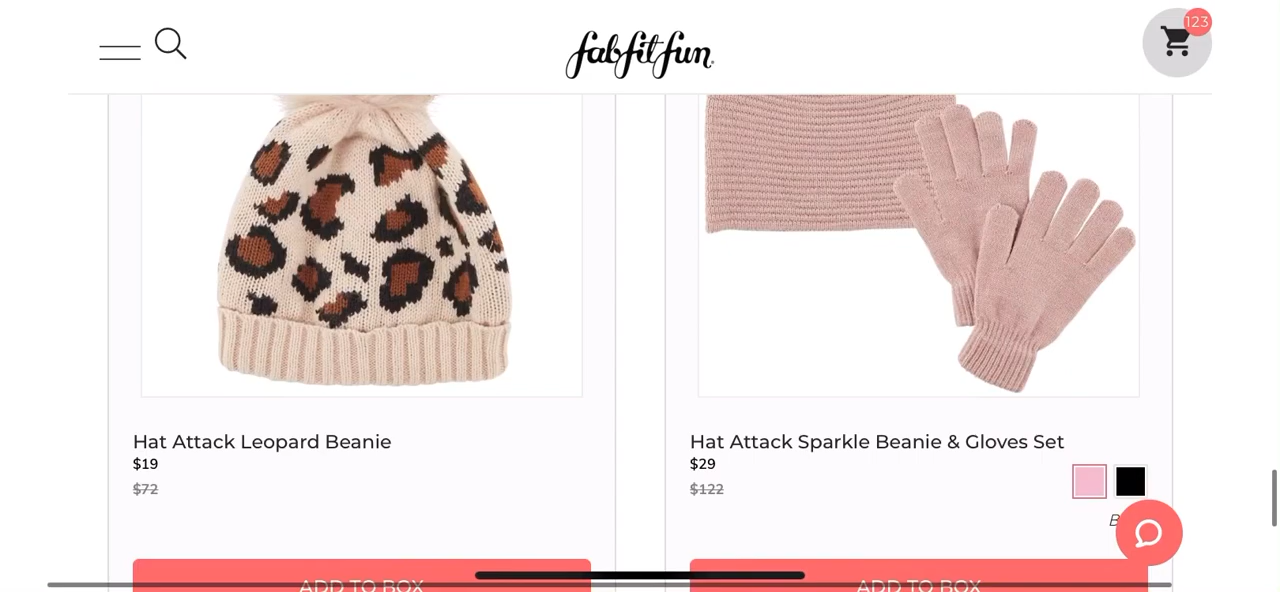 123
fabfitfun
Hat Attack Leopard Beanie
$19
$72
Hat Attack Sparkle Beanie & Gloves Set
$29
$122
ADD TO BOX
ADD TO BOX